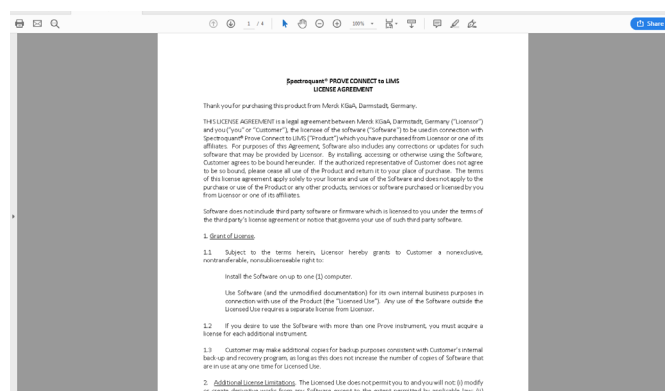 1 / 4
100%
Share
Spectroquant® PROVE CONNECT to LIMS
LICENSE AGREEMENT
Thank you for purchasing this product from Merck KGaA, Darmstadt, Germany.
THIS LICENSE AGREEMENT is a legal agreement between Merck KGaA, Darmstadt, Germany ("Licensor")
and you ("you" or "Customer"), the licensee of the software ("Software") to be used in connection with
Spectroquant® Prove Connect to LIMS ("Product") which you have purchased from Licensor or one of its
affiliates. For purposes of this Agreement, Software also includes any corrections or updates for such
software that may be provided by Licensor. By installing, accessing or otherwise using the Software,
Customer agrees to be bound hereunder. If the authorized representative of Customer does not agree
to be so bound, please cease all use of the Product and return it to your place of purchase. The terms
of this license agreement apply solely to your license and use of the Software and does not apply to the
purchase or use of the Product or any other products, services or software purchased or licensed by you
from Licensor or one of its affiliates.
Software does not include third party software or firmware which is licensed to you under the terms of
the third party's license agreement or notice that governs your use of such third party software.
1. Grant of License.
1.1 Subject to the terms herein, Licensor hereby grants to Customer a nonexclusive,
nontransferable, nonsublicenseable right to:
Install the Software on up to one (1) computer.
Use Software (and the unmodified documentation) for its own internal business purposes in
connection with use of the Product (the "Licensed Use"). Any use of the Software outside the
Licensed Use requires a separate license from Licensor.
1.2 If you desire to use the Software with more than one Prove instrument, you must acquire a
license for each additional instrument.
1.3 Customer may make additional copies for backup purposes consistent with Customer's internal
back-up and recovery program, as long as this does not increase the number of copies of Software that
are in use at any one time for Licensed Use.
2. Additional License Limitations. The Licensed Use does not permit you to and you will not: (i) modify